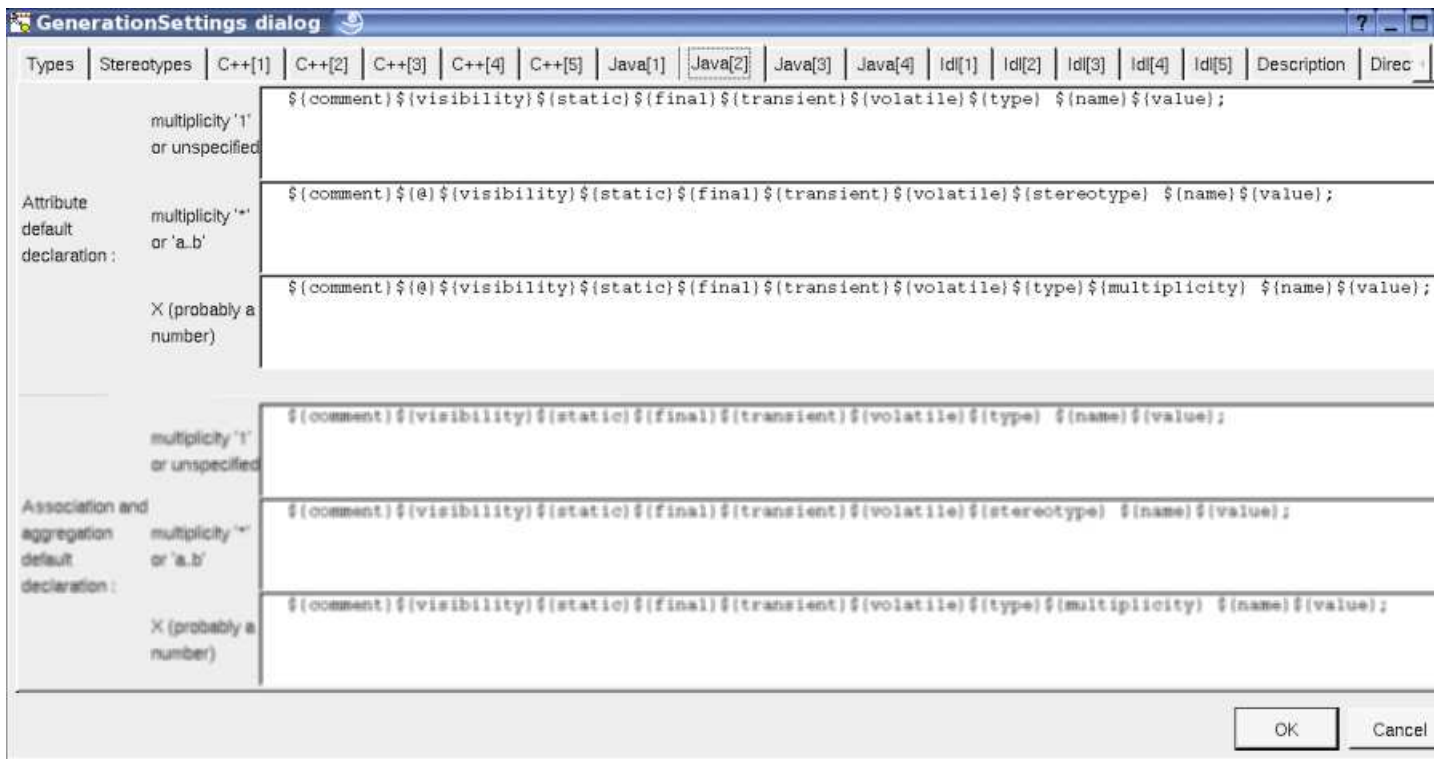 GenerationSettings dialog
Types Stereotypes C++[1] C++[2] C++[3] C++[4] C++[5] Java[1] Java[2] Java[3] Java[4] Idl[1] Idl[2] Idl[3] Idl[4] Idl[5] Description Direc
Attribute
default
declaration :
multiplicity '1'
or unspecified
${comment}${visibility}${static}${final}${transient}${volatile}${type} ${name}${value};
multiplicity '*'
or 'a..b'
${comment}${@}${visibility}${static}${final}${transient}${volatile}${stereotype} ${name}${value};
X (probably a
number)
${comment}${@}${visibility}${static}${final}${transient}${volatile}${type}${multiplicity} ${name}${value};
Association and
aggregation
default
declaration :
multiplicity '1'
or unspecified
${comment}${visibility}${static}${final}${transient}${volatile}${type} ${name}${value};
multiplicity '*'
or 'a..b'
${comment}${visibility}${static}${final}${transient}${volatile}${stereotype} ${name}${value};
X (probably a
number)
${comment}${visibility}${static}${final}${transient}${volatile}${type}${multiplicity} ${name}${value};
OK Cancel